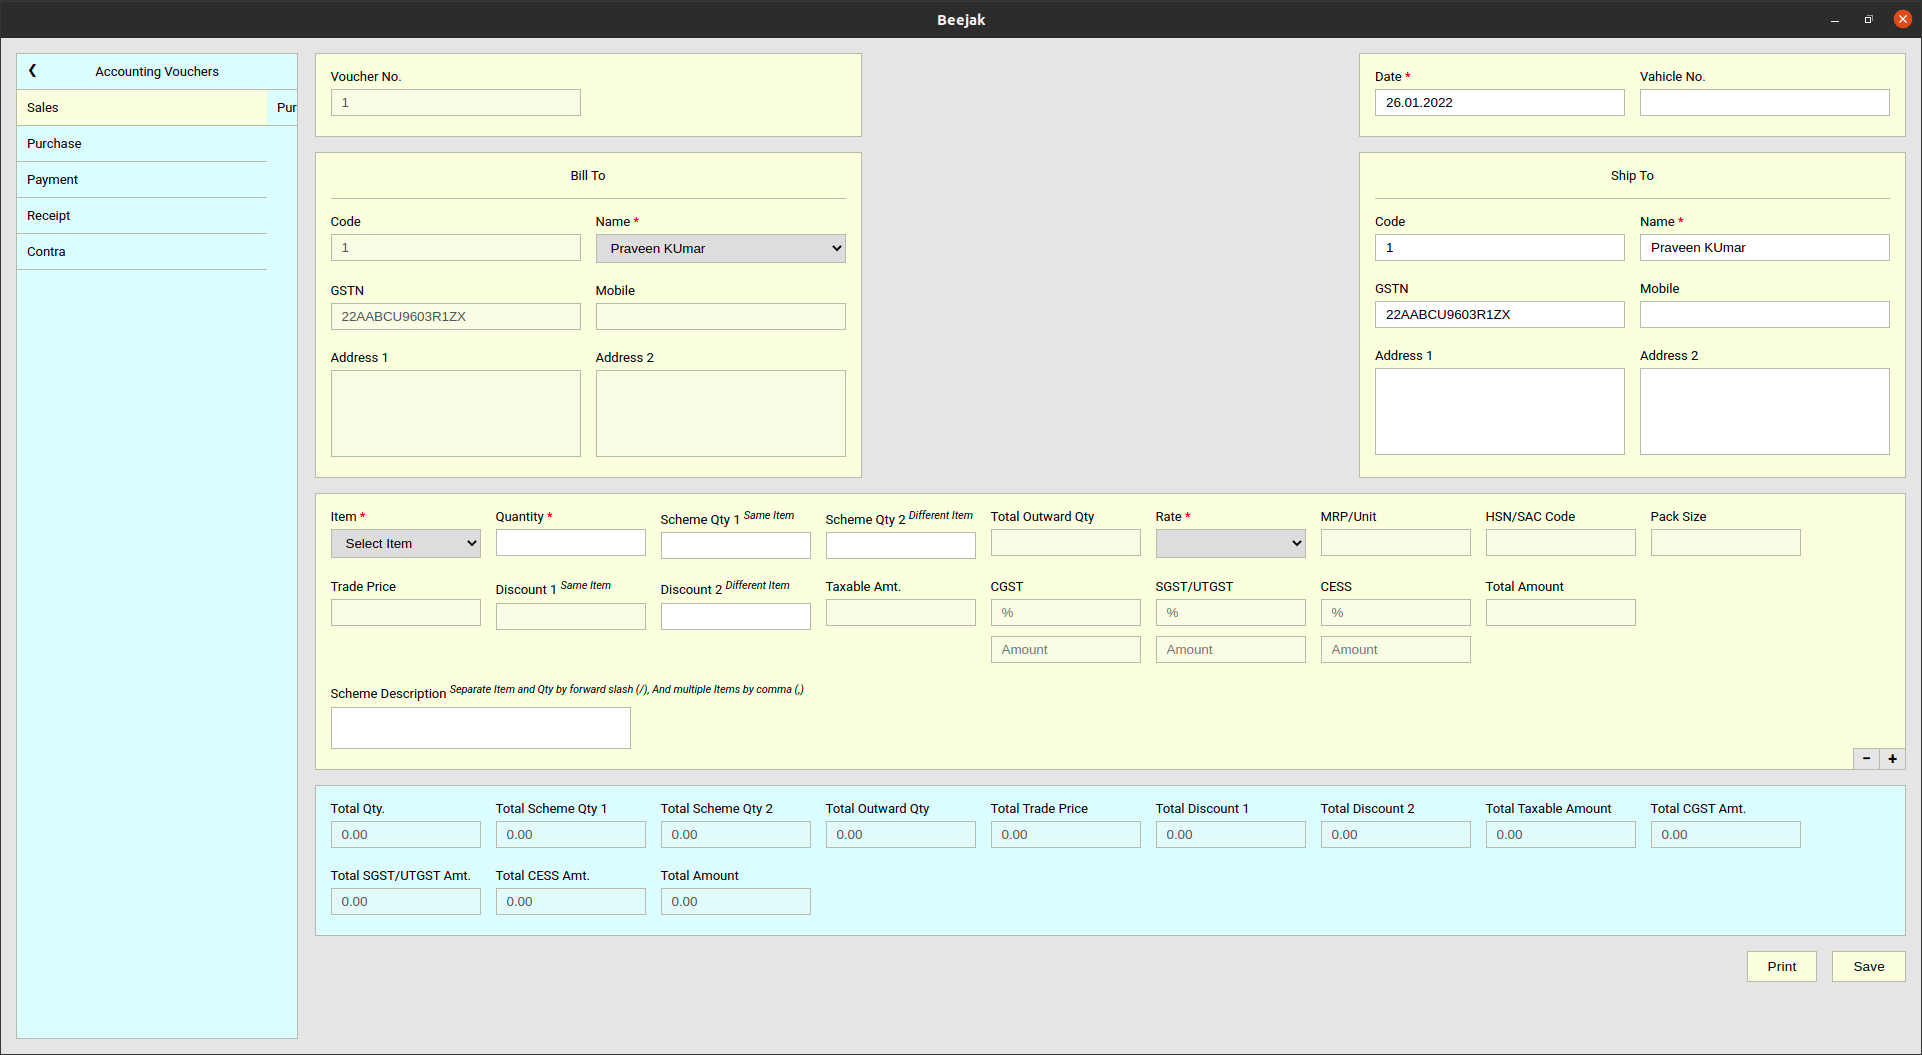 Beejak
❮ Accounting Vouchers
Sales
Pur
Purchase
Payment
Receipt
Contra
Voucher No.
1
Date * Vahicle No.
26.01.2022
Bill To
Code Name *
1 Praveen KUmar
GSTN Mobile
22AABCU9603R1ZX
Address 1 Address 2
Ship To
Code Name *
1 Praveen KUmar
GSTN Mobile
22AABCU9603R1ZX
Address 1 Address 2
Item * Quantity * Scheme Qty 1 Same Item Scheme Qty 2 Different Item Total Outward Qty Rate * MRP/Unit HSN/SAC Code Pack Size
Select Item
Trade Price Discount 1 Same Item Discount 2 Different Item Taxable Amt. CGST SGST/UTGST CESS Total Amount
% % %
Amount Amount Amount
Scheme Description Separate Item and Qty by forward slash (/), And multiple Items by comma (,)
- +
Total Qty. Total Scheme Qty 1 Total Scheme Qty 2 Total Outward Qty Total Trade Price Total Discount 1 Total Discount 2 Total Taxable Amount Total CGST Amt.
0.00 0.00 0.00 0.00 0.00 0.00 0.00 0.00 0.00
Total SGST/UTGST Amt. Total CESS Amt. Total Amount
0.00 0.00 0.00
Print Save